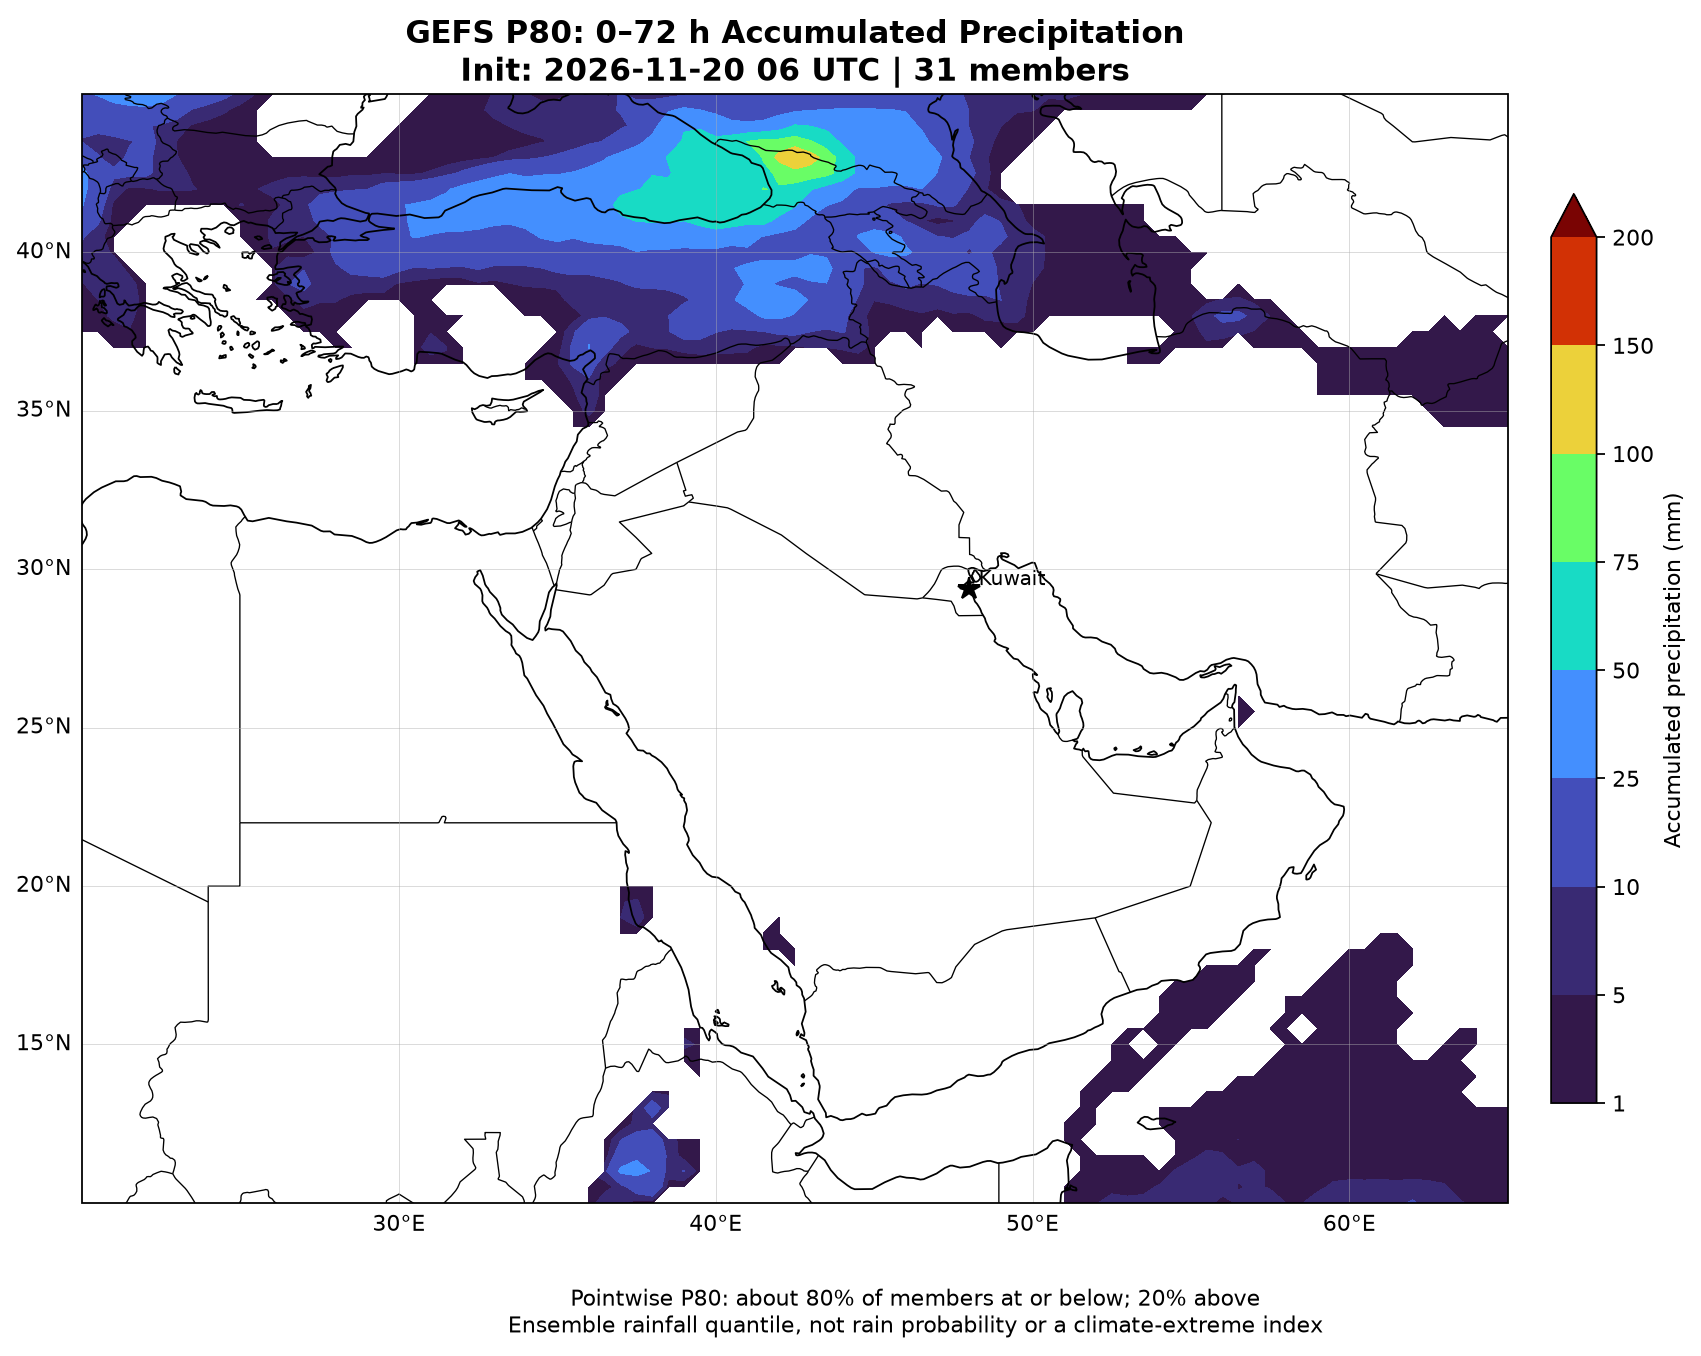 GEFS P80: 0–72 h Accumulated Precipitation
Init: 2026-11-20 06 UTC | 31 members
40°N
35°N
30°N
25°N
20°N
15°N
30°E
40°E
50°E
60°E
Kuwait
200
150
100
75
50
25
10
5
1
Accumulated precipitation (mm)
Pointwise P80: about 80% of members at or below; 20% above
Ensemble rainfall quantile, not rain probability or a climate-extreme index